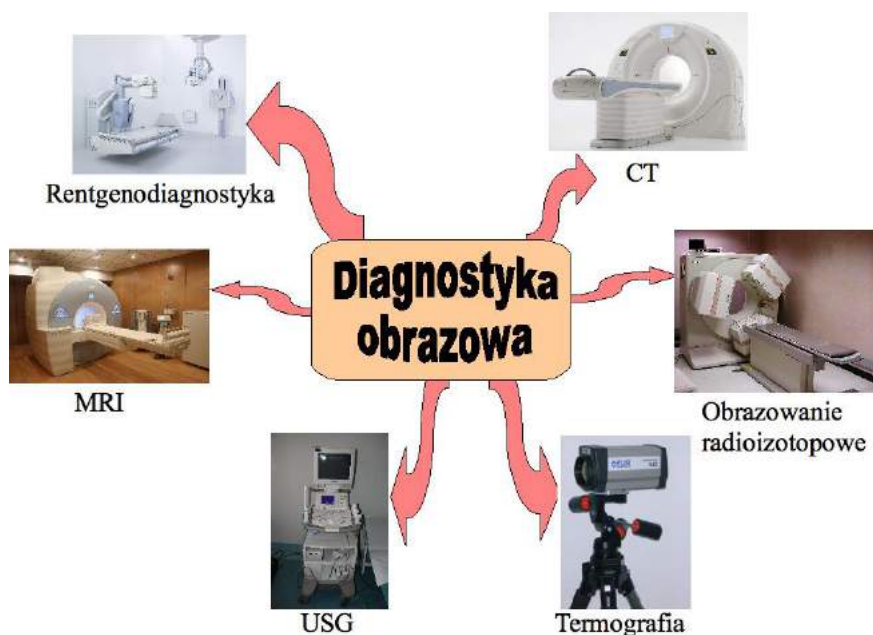 Rentgenodiagnostyka
CT
Diagnostyka
obrazowa
MRI
Obrazowanie
radioizotopowe
USG
Termografia